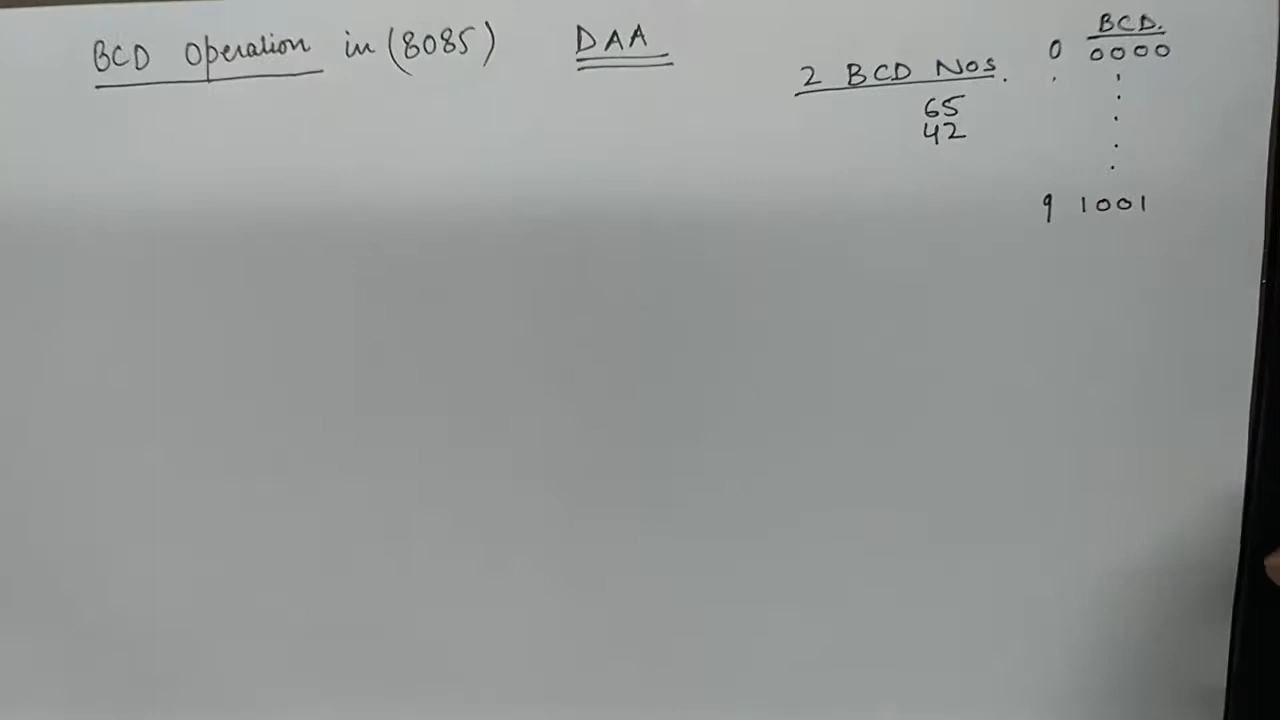 BCD Operation in (8085) DAA
2 BCD Nos.
65
42
BCD.
0 0000
9 1001